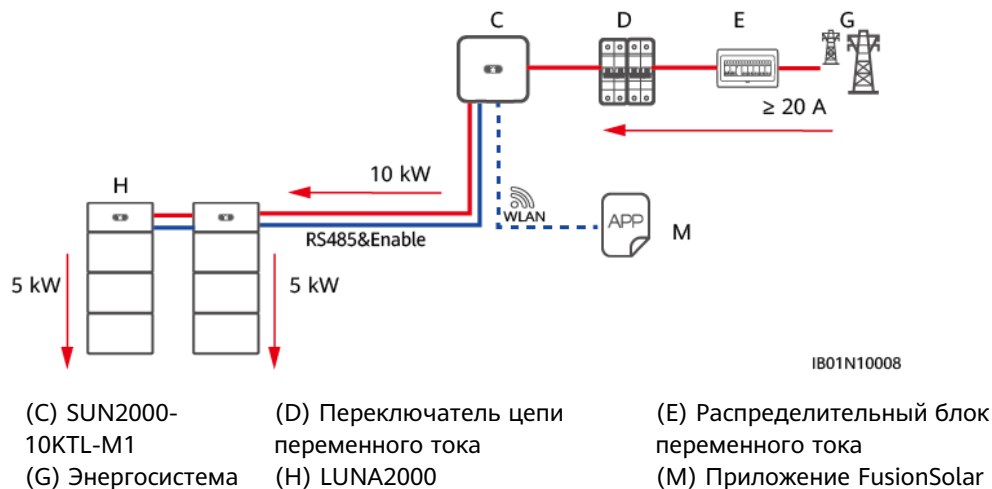 C D E G
≥ 20 A
10 kW
H
WLAN
APP
M
RS485&Enable
5 kW 5 kW
IB01N10008
(C) SUN2000- (D) Переключатель цепи (E) Распределительный блок
10KTL-M1 переменного тока переменного тока
(G) Энергосистема (H) LUNA2000 (M) Приложение FusionSolar